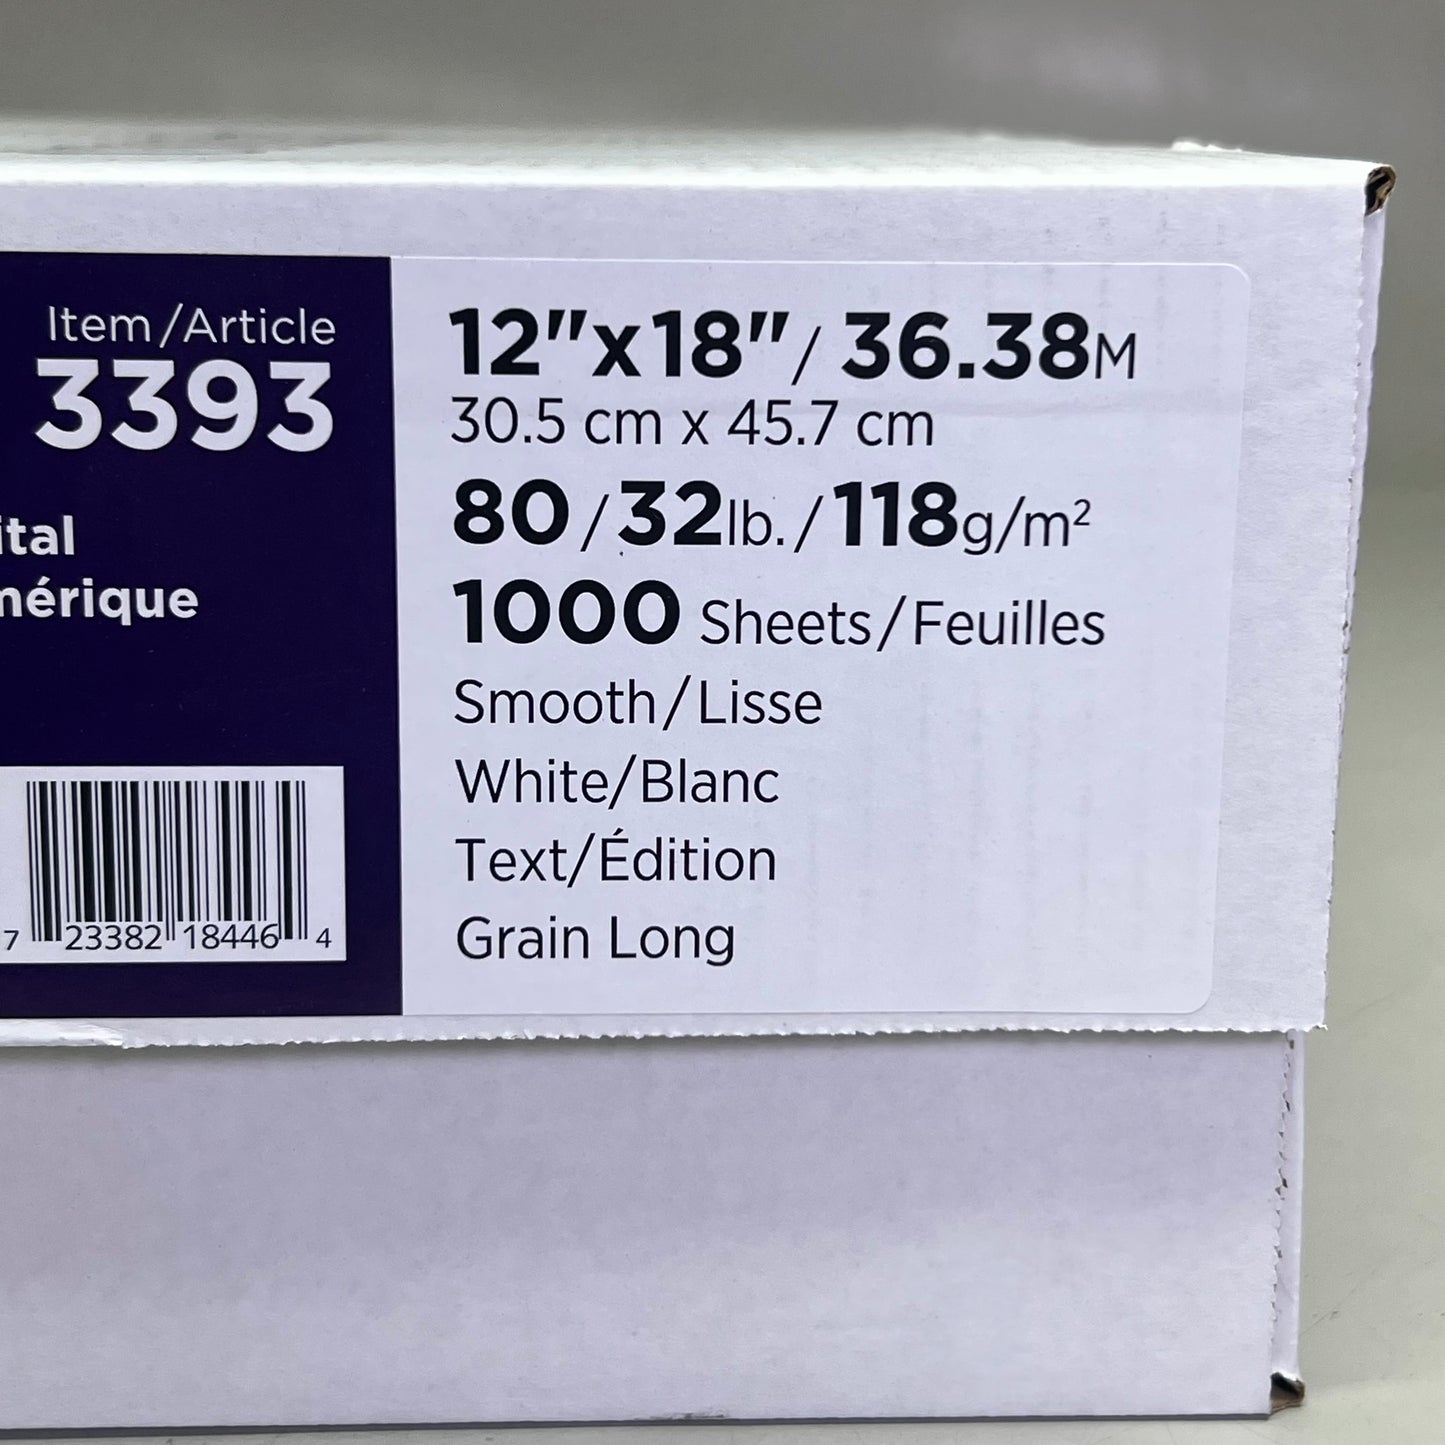 Item/Article
3393
ital
mérique
7 23382 18446 4
12"x18"/ 36.38M
30.5 cm x 45.7 cm
80/32lb./118g/m²
1000 Sheets/Feuilles
Smooth/Lisse
White/Blanc
Text/Édition
Grain Long